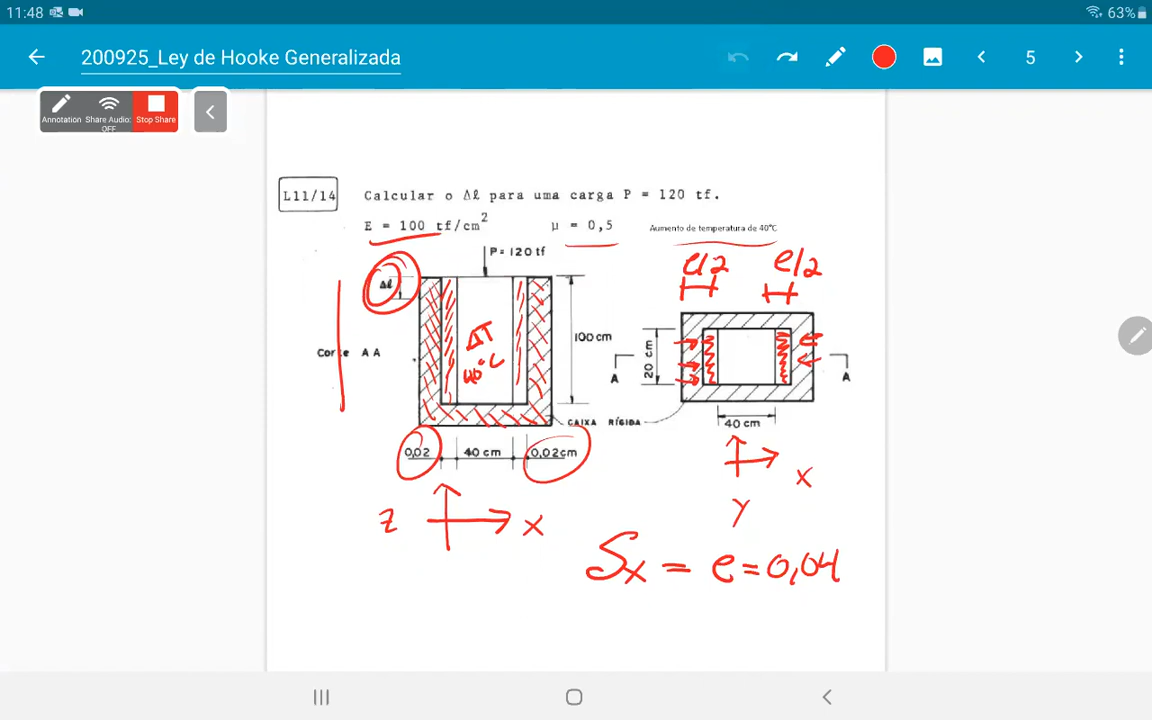 11:48
63%
200925_Ley de Hooke Generalizada
5
Annotation
Share Audio: OFF
Stop Share
L11/14
Calcular o Δℓ para uma carga P = 120 tf.
E = 100 tf/cm²
μ = 0,5
Aumento de temperatura de 40°C
P = 120 tf
e/2
e/2
Δℓ
ΔT
40°C
100 cm
20 cm
Corte A A
A
A
CAIXA RÍGIDA
40 cm
0,02
40 cm
0,02cm
z
x
x
y
δx = e = 0,04